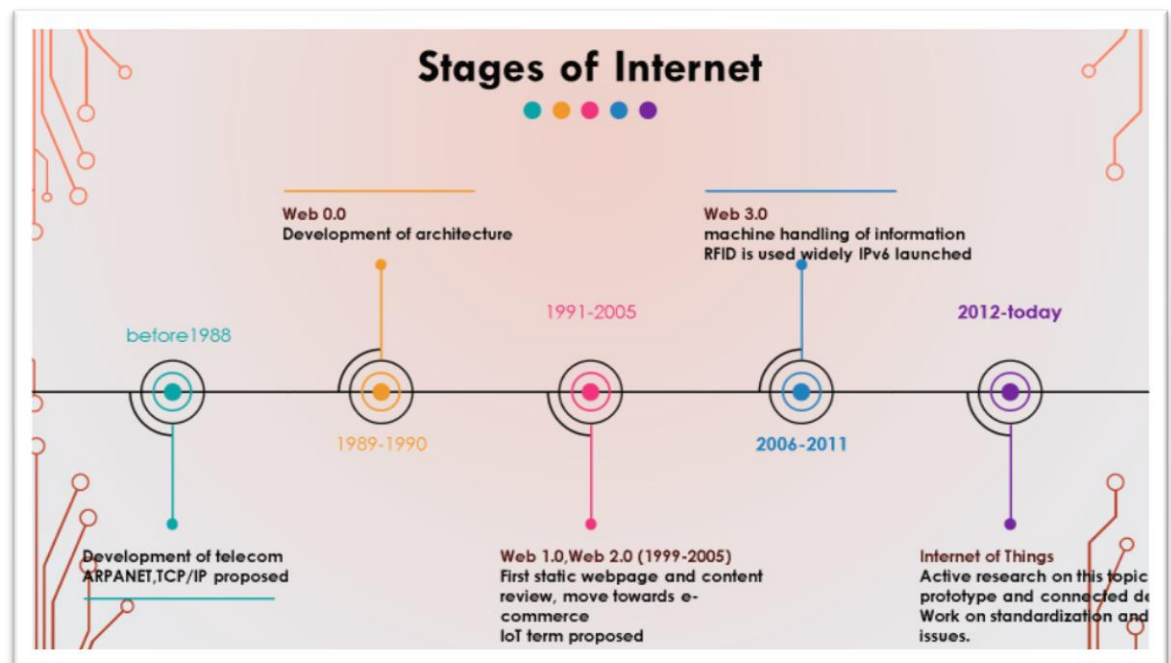 Stages of Internet
before1988
Development of telecom
ARPANET,TCP/IP proposed
Web 0.0
Development of architecture
1989-1990
1991-2005
Web 1.0,Web 2.0 (1999-2005)
First static webpage and content
review, move towards e-
commerce
IoT term proposed
Web 3.0
machine handling of information
RFID is used widely IPv6 launched
2006-2011
2012-today
Internet of Things
Active research on this topic
prototype and connected
Work on standardization and
issues.